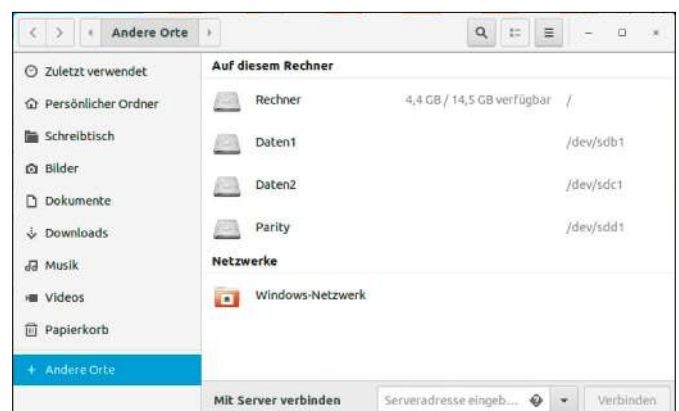 Andere Orte
Zuletzt verwendet
Persönlicher Ordner
Schreibtisch
Bilder
Dokumente
Downloads
Musik
Videos
Papierkorb
+ Andere Orte
Auf diesem Rechner
Rechner 4,4 GB / 14,5 GB verfügbar /
Daten1 /dev/sdb1
Daten2 /dev/sdc1
Parity /dev/sdd1
Netzwerke
Windows-Netzwerk
Mit Server verbinden Serveradresse eingeb... Verbinden